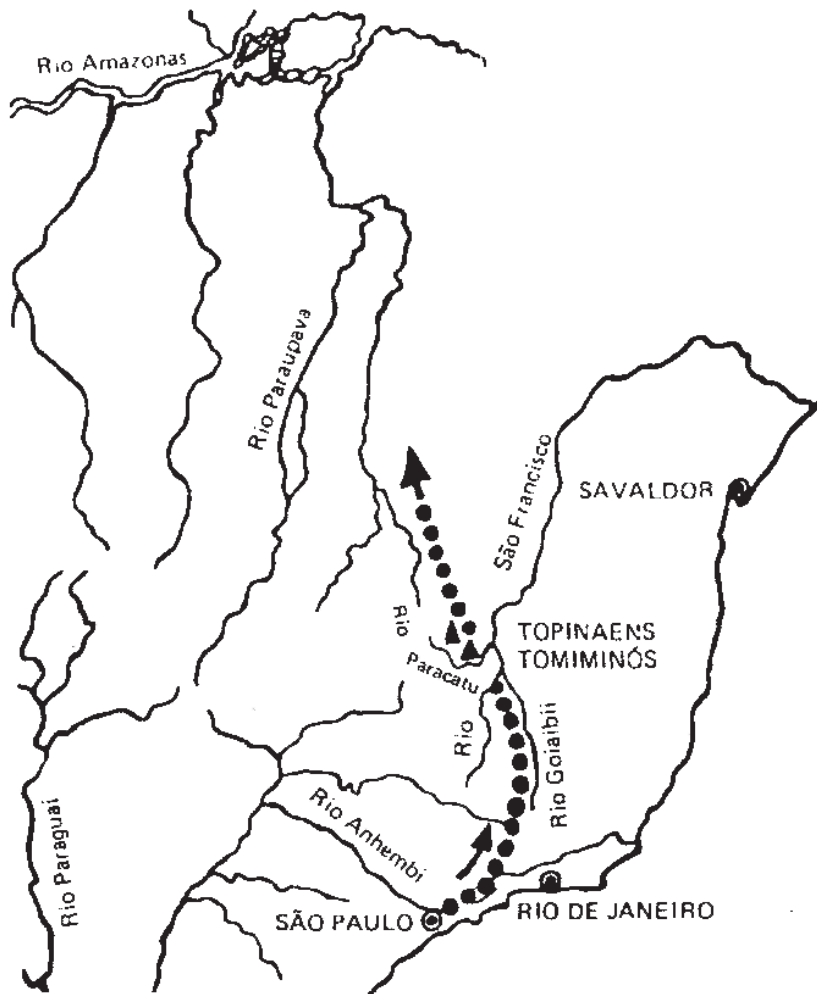 Rio Amazonas
Rio Paraupava
São Francisco
SAVALDOR
Rio
TOPINAENS
TOMIMINÓS
Paracatu
Rio
Rio Goiaibii
Rio Anhembi
Rio Paraguai
SÃO PAULO
RIO DE JANEIRO